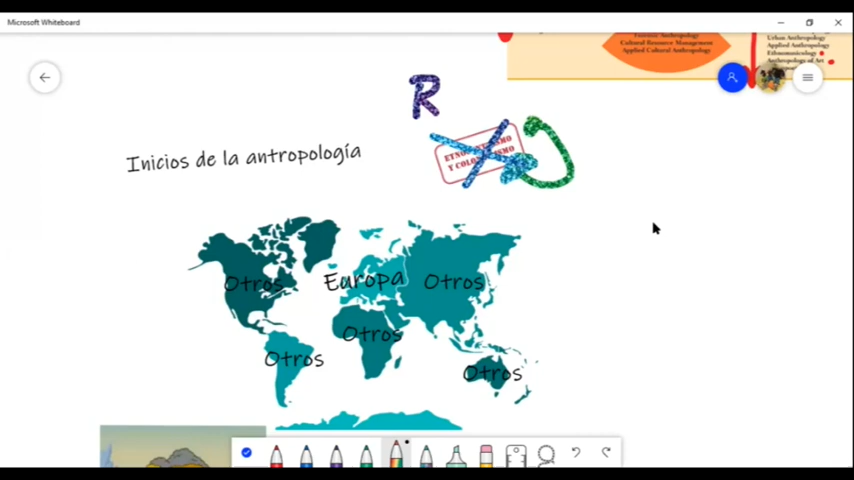 Microsoft Whiteboard
Cultural Resource Management
Applied Cultural Anthropology
Urban Anthropology
Applied Anthropology
Ethnomusicology
Anthropology of Art
R
Inicios de la antropología
Y
Otros
Europa
Otros
Otros
Otros
Otros